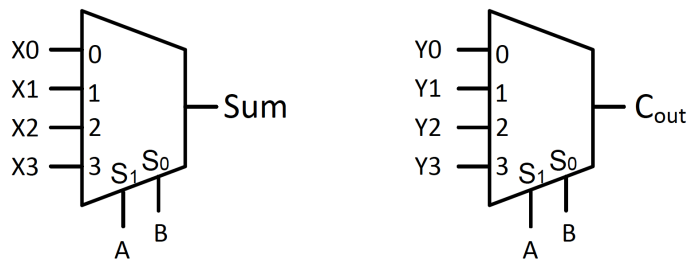 X0 0
X1 1
X2 2
X3 3
S1 S0
A B
Sum
Y0 0
Y1 1
Y2 2
Y3 3
S1 S0
A B
Cout